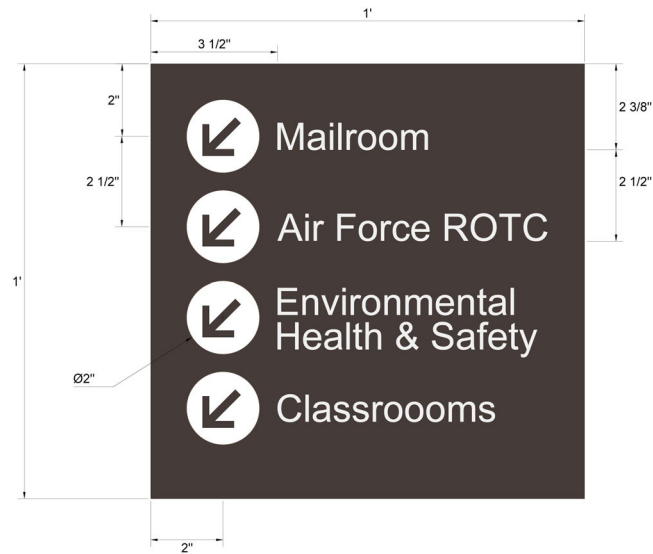 1'
3 1/2"
2"
2 3/8"
Mailroom
2 1/2"
2 1/2"
Air Force ROTC
1'
Environmental
Health & Safety
Ø2"
Classroooms
2"